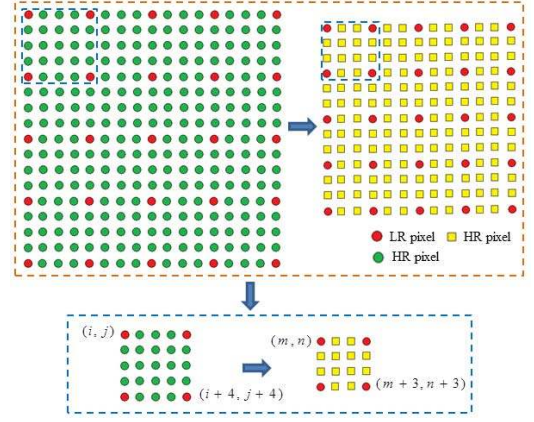 LR pixel HR pixel
HR pixel
(i, j)
(m, n)
(i + 4, j + 4)
(m + 3, n + 3)